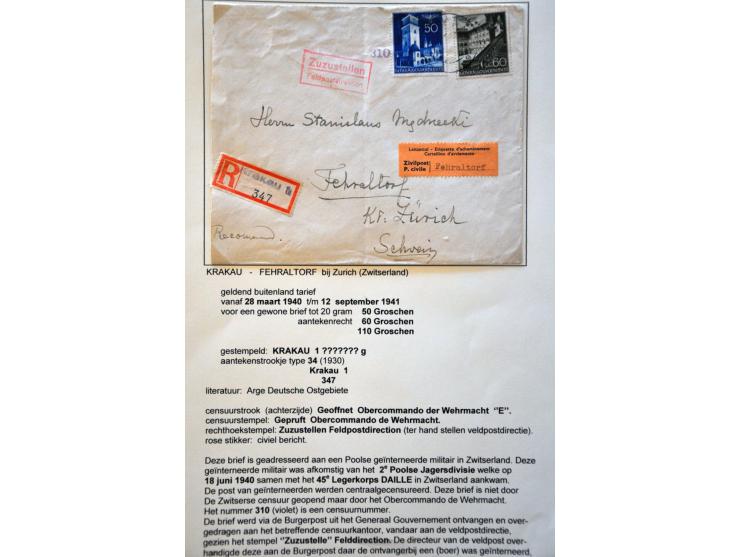 310
50
60
GENERALGOUVERNEMENT
Zuzustellen
Feldpostdirektion
Herrn Stanislaus
Leitzettel - Etiquette d'acheminement
Cartellino d'avviamento
Zivilpost:
P. civile
Fehraltorf
R
Krakau 1
347
Fehraltorf
Kt. Zürich
Schweiz
Recomand.
KRAKAU - FEHRALTORF bij Zurich (Zwitserland)
geldend buitenland tarief
vanaf 28 maart 1940 t/m 12 september 1941
voor een gewone brief tot 20 gram 50 Groschen
aantekenrecht 60 Groschen
110 Groschen
gestempeld: KRAKAU 1 ??????? g
aantekenstrookje type 34 (1930)
Krakau 1
347
literatuur: Arge Deutsche Ostgebiete
censuurstrook (achterzijde) Geoffnet Obercommando der Wehrmacht "E".
censuurstempel: Gepruft Obercommando de Wehrmacht.
rechthoekstempel: Zuzustellen Feldpostdirection (ter hand stellen veldpostdirectie).
rose stikker: civiel bericht.
Deze brief is geadresseerd aan een Poolse geïnterneerde militair in Zwitserland. Deze
geïnterneerde militair was afkomstig van het 2e Poolse Jagersdivisie welke op
18 juni 1940 samen met het 45e Legerkorps DAILLE in Zwitserland aankwam.
De post van geïnterneerden werden centraalgecensureerd. Deze brief is niet door
De Zwitserse censuur geopend maar door het Obercommando de Wehrmacht.
Het nummer 310 (violet) is een censuurnummer.
De brief werd via de Burgerpost uit het Generaal Gouvernement ontvangen en over-
gedragen aan het betreffende censuurkantoor, vandaar aan de veldpostdirectie,
gezien het stempel "Zuzustelle" Felddirection. De directeur van de veldpost over-
handigde deze aan de Burgerpost daar de ontvangerbij een (boer) was geïnterneerd.